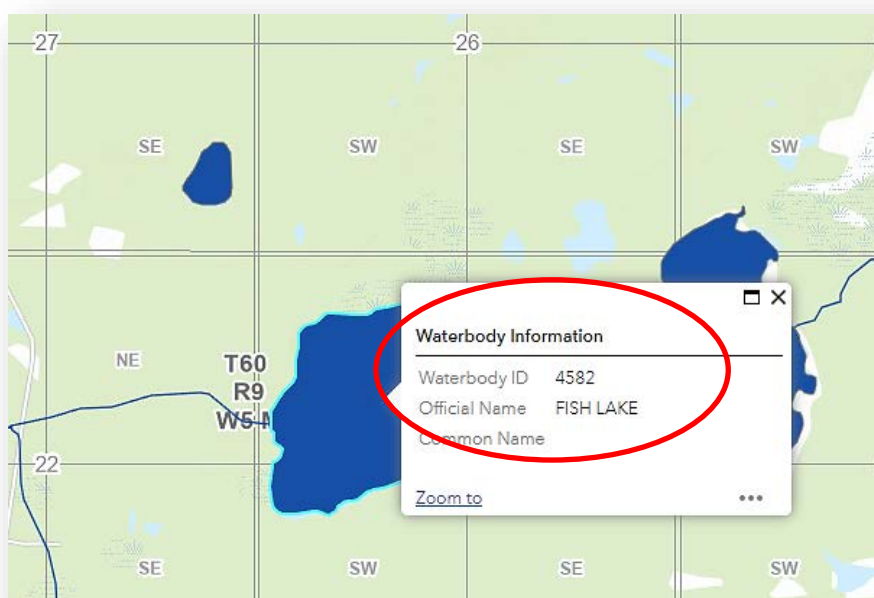 27
26
SE
SW
SE
SW
Waterbody Information
NE
T60
Waterbody ID 4582
R9
Official Name FISH LAKE
W5
Common Name
22
Zoom to
SE
SW
SE
SW